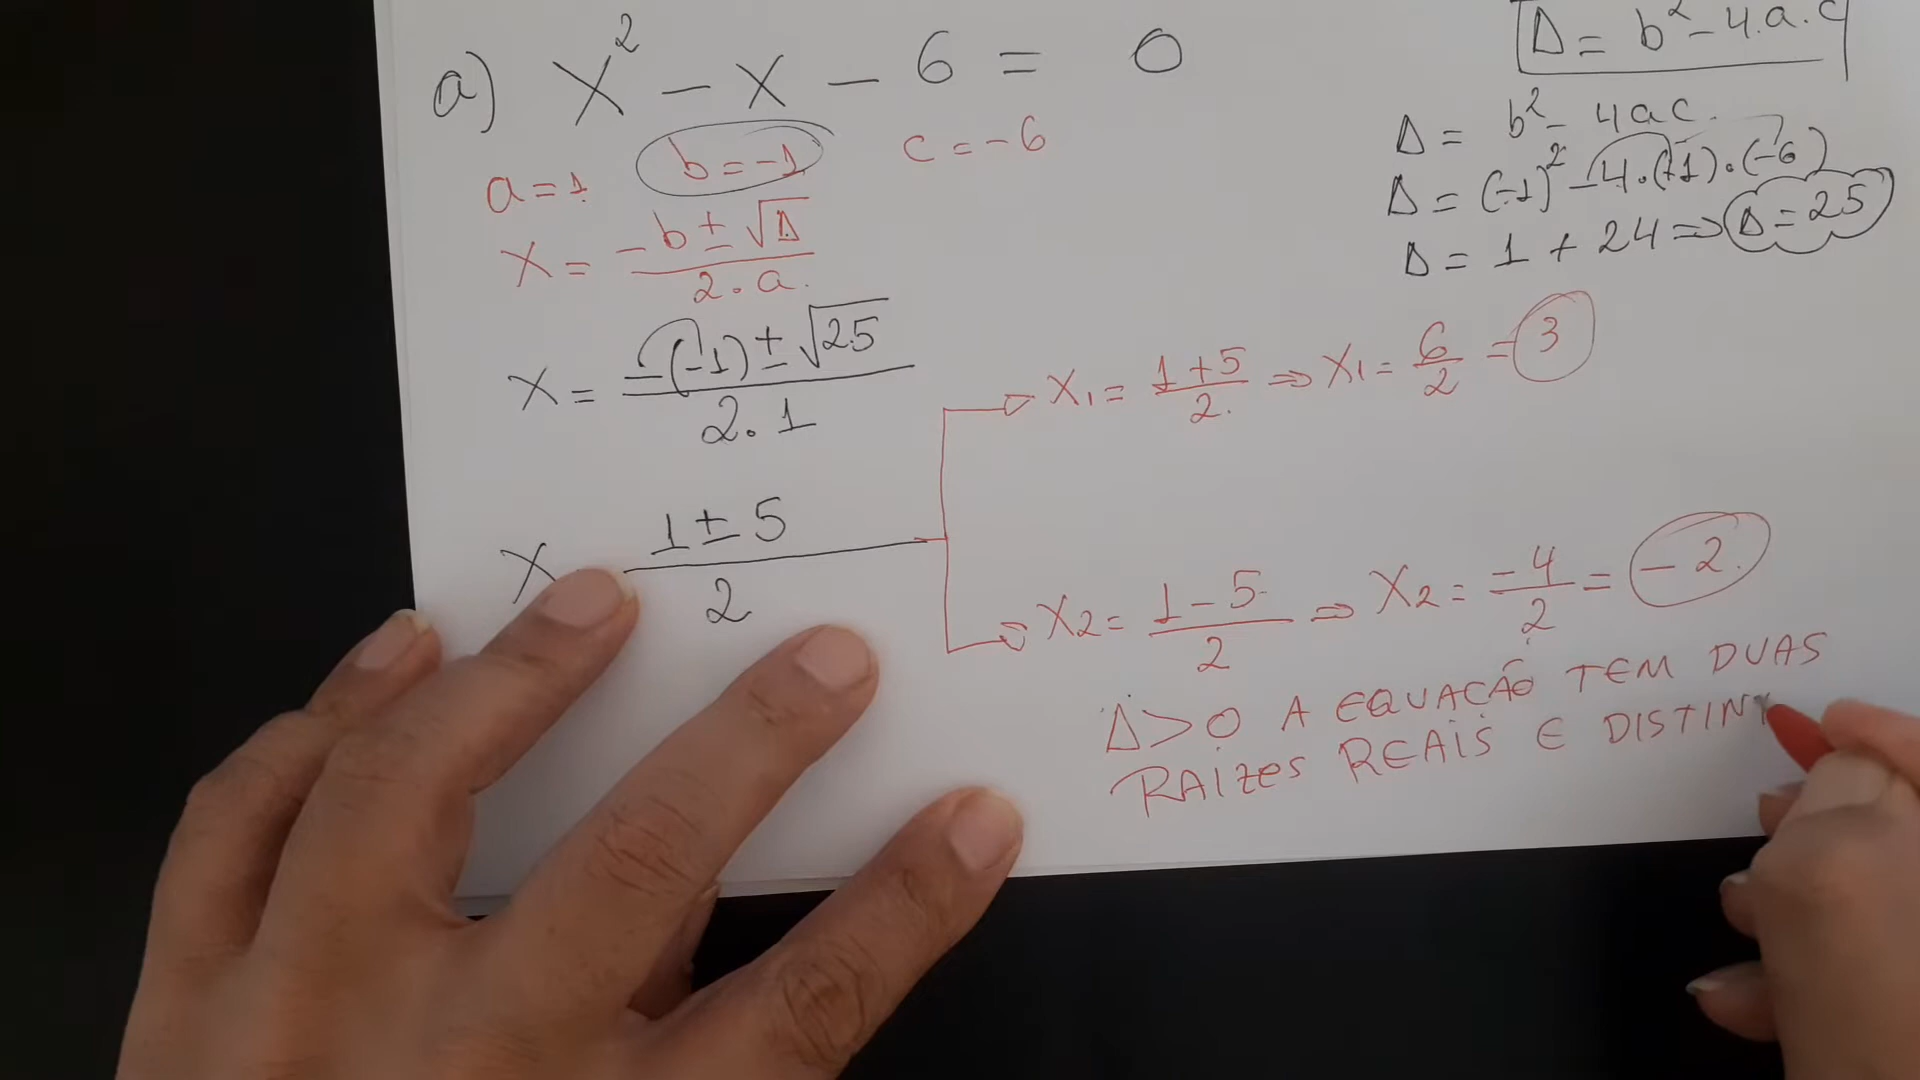 a) x² - x - 6 = 0
a = 1 b = -1 c = -6
x = (-b ± √Δ) / (2.a.)
x = (-(-1) ± √25) / (2.1)
x (1 ± 5) / 2
Δ = b² - 4.a.c
Δ = b² - 4ac.
Δ = (-1)² - 4.(+1).(-6)
Δ = 1 + 24 ⇒ Δ = 25
x₁ = (1 + 5) / 2. ⇒ x₁ = 6/2 = 3
x₂ = (1 - 5) / 2 ⇒ x₂ = -4/2 = -2.
Δ > 0 A EQUAÇÃO TEM DUAS
RAIZES REAIS E DISTIN